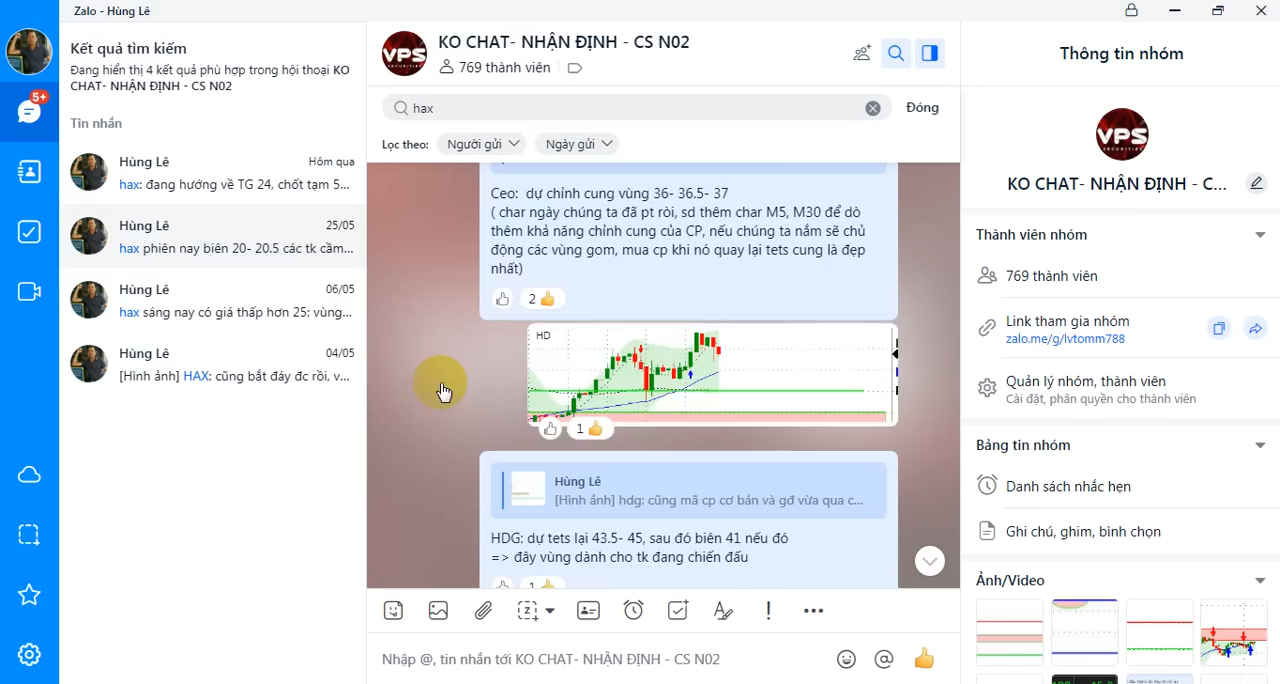 Zalo - Hùng Lê
Kết quả tìm kiếm
Đang hiển thị 4 kết quả phù hợp trong hội thoại KO
CHAT- NHẬN ĐỊNH - CS N02
Tin nhắn
Hùng Lê
Hôm qua
hax: đang hướng về TG 24, chốt tạm 5...
Hùng Lê
25/05
hax phiên nay biên 20- 20.5 các tk cầm...
Hùng Lê
06/05
hax sáng nay có giá thấp hơn 25; vùng...
Hùng Lê
04/05
[Hình ảnh] HAX: cũng bắt đáy đc rồi, v...
5+
VPS
SECURITIES
KO CHAT- NHẬN ĐỊNH - CS N02
769 thành viên
hax
Đóng
Lọc theo:
Người gửi
Ngày gửi
Ceo: dự chỉnh cung vùng 36- 36.5- 37
( char ngày chúng ta đã pt ròi, sd thêm char M5, M30 để dò
thêm khả năng chỉnh cung của CP, nếu chúng ta nắm sẽ chủ
động các vùng gom, mua cp khi nó quay lại tets cung là đẹp
nhất)
2
HD
1
Hùng Lê
[Hình ảnh] hdg: cũng mã cp cơ bản và gđ vừa qua c...
HDG: dự tets lại 43.5- 45, sau đó biên 41 nếu đó
=> đây vùng dành cho tk đang chiến đấu
1
Nhập @, tin nhắn tới KO CHAT- NHẬN ĐỊNH - CS N02
Thông tin nhóm
VPS
SECURITIES
KO CHAT- NHẬN ĐỊNH - C...
Thành viên nhóm
769 thành viên
Link tham gia nhóm
zalo.me/g/lvtomm788
Quản lý nhóm, thành viên
Cài đặt, phân quyền cho thành viên
Bảng tin nhóm
Danh sách nhắc hẹn
Ghi chú, ghim, bình chọn
Ảnh/Video